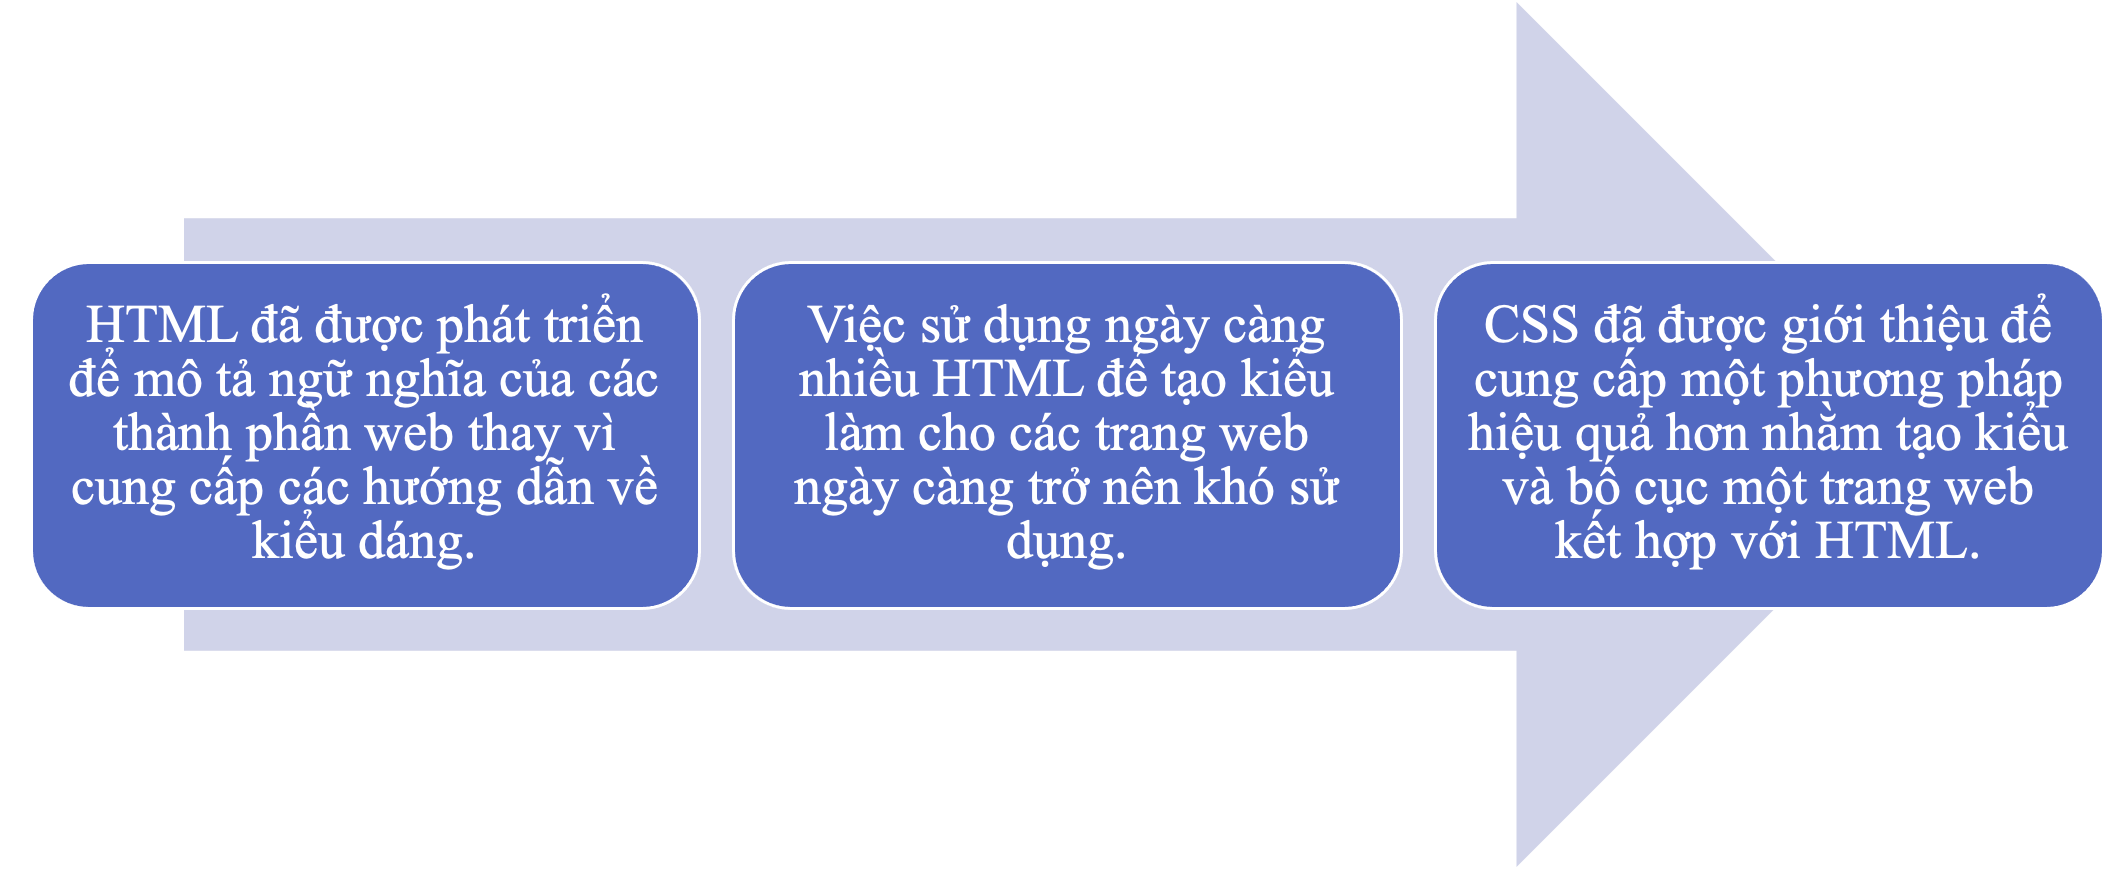 HTML đã được phát triển
để mô tả ngữ nghĩa của các
thành phần web thay vì
cung cấp các hướng dẫn về
kiểu dáng.
Việc sử dụng ngày càng
nhiều HTML để tạo kiểu
làm cho các trang web
ngày càng trở nên khó sử
dụng.
CSS đã được giới thiệu để
cung cấp một phương pháp
hiệu quả hơn nhằm tạo kiểu
và bố cục một trang web
kết hợp với HTML.